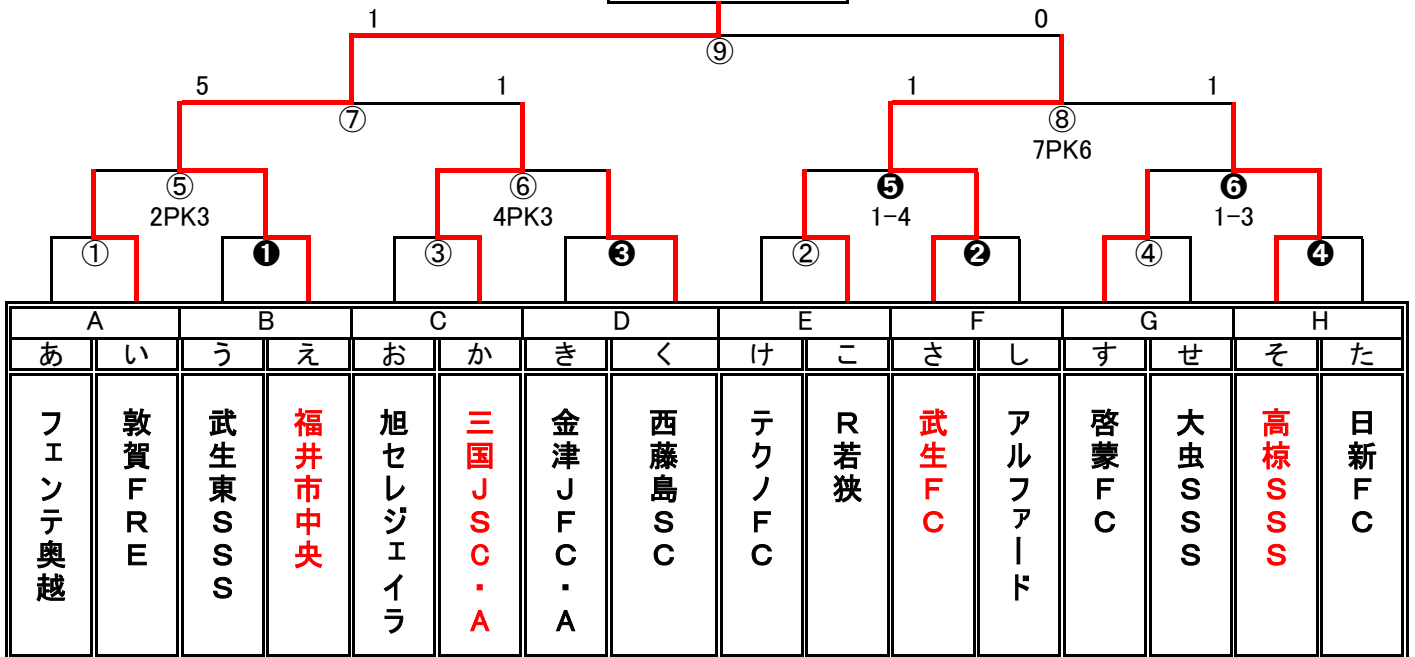 1 0
⑨
5 1 1 1
⑦ ⑧
7PK6
⑤ ⑥ ❺ ❻
2PK3 4PK3 1-4 1-3
① ❶ ③ ❸ ② ❷ ④ ❹
A B C D E F G H
あ い う え お か き く け こ さ し す せ そ た
フェンテ奥越
敦賀FRE
武生東SSS
福井市中央
旭セレジェイラ
三国JSC・A
金津JFC・A
西藤島SC
テクノFC
R若狭
武生FC
アルファード
啓蒙FC
大虫SSS
高椋SSS
日新FC